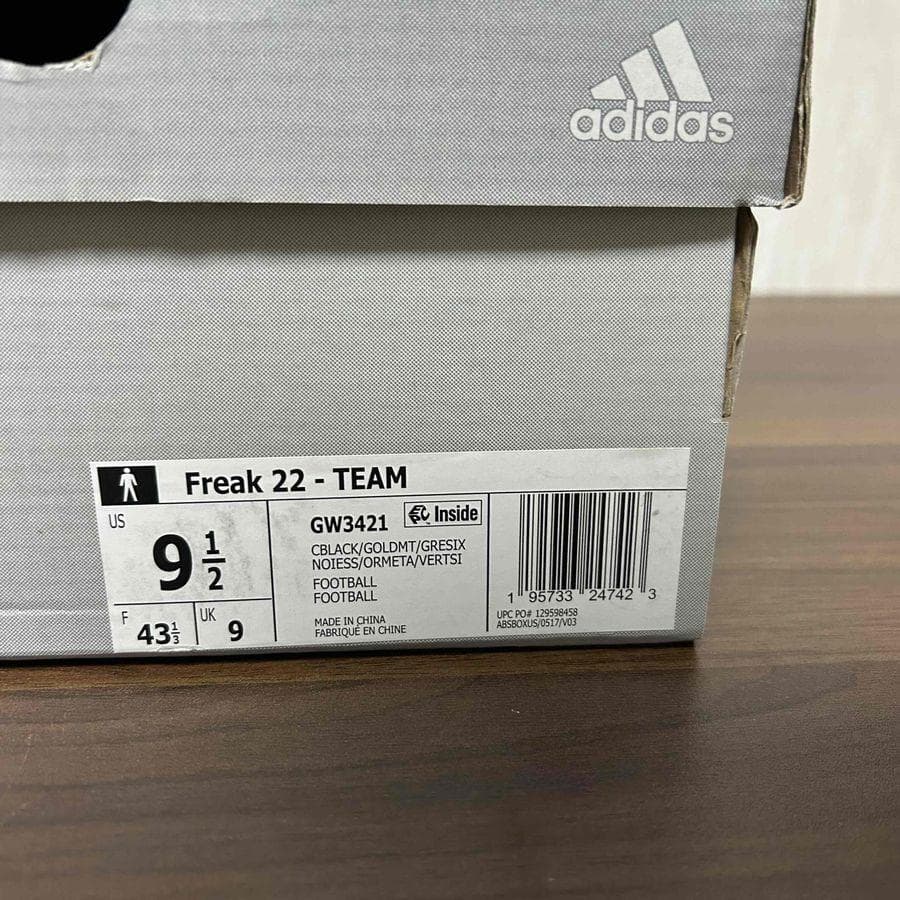 adidas
Freak 22 - TEAM
US
9 1/2
F
43 1/3
UK
9
GW3421
Inside
CBLACK/GOLDMT/GRESIX
NOIESS/ORMETA/VERTSI
FOOTBALL
FOOTBALL
MADE IN CHINA
FABRIQUÉ EN CHINE
1 95733 24742 3
UPC PO# 129598458
ABSBOXUS/0517/V03